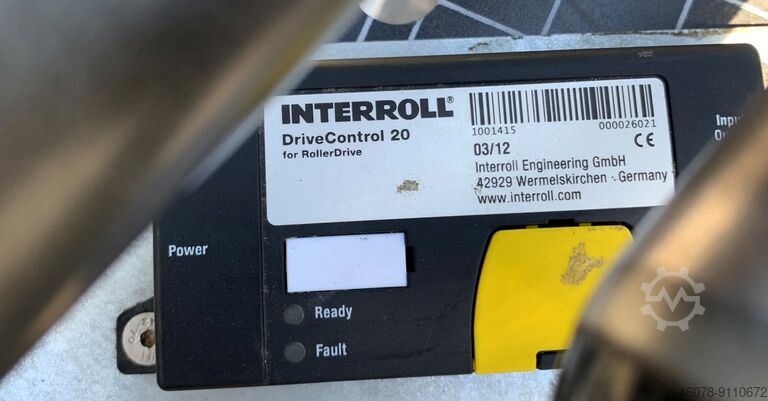 INTERROLL®
DriveControl 20
for RollerDrive
1001415 000026021
03/12 CE
Interroll Engineering GmbH
42929 Wermelskirchen - Germany
www.interroll.com
Power
Ready
Fault